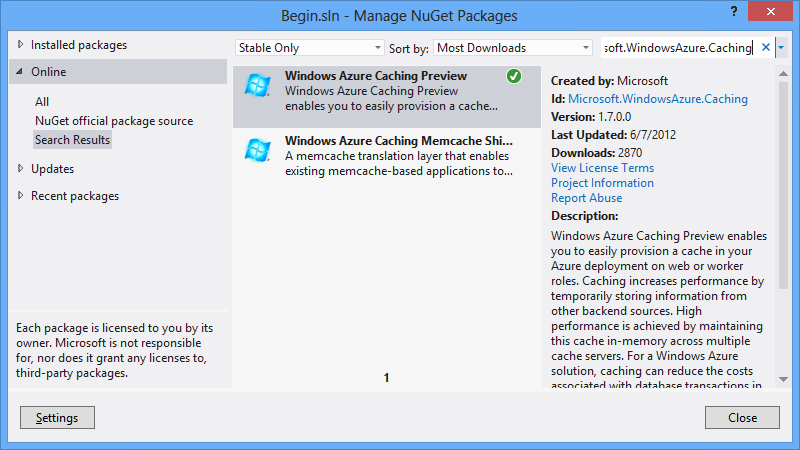 Begin.sln - Manage NuGet Packages
?
Installed packages
Online
All
NuGet official package source
Search Results
Updates
Recent packages
Each package is licensed to you by its
owner. Microsoft is not responsible
for, nor does it grant any licenses to,
third-party packages.
Stable Only
Sort by:
Most Downloads
Windows Azure Caching Preview
Windows Azure Caching Preview
enables you to easily provision a cache...
Windows Azure Caching Memcache Shi...
A memcache translation layer that enables
existing memcache-based applications to...
1
soft.WindowsAzure.Caching
Created by: Microsoft
Id: Microsoft.WindowsAzure.Caching
Version: 1.7.0.0
Last Updated: 6/7/2012
Downloads: 2870
View License Terms
Project Information
Report Abuse
Description:
Windows Azure Caching Preview enables
you to easily provision a cache in your
Azure deployment on web or worker
roles. Caching increases performance by
temporarily storing information from
other backend sources. High
performance is achieved by maintaining
this cache in-memory across multiple
cache servers. For a Windows Azure
solution, caching can reduce the costs
associated with database transactions in
Settings
Close